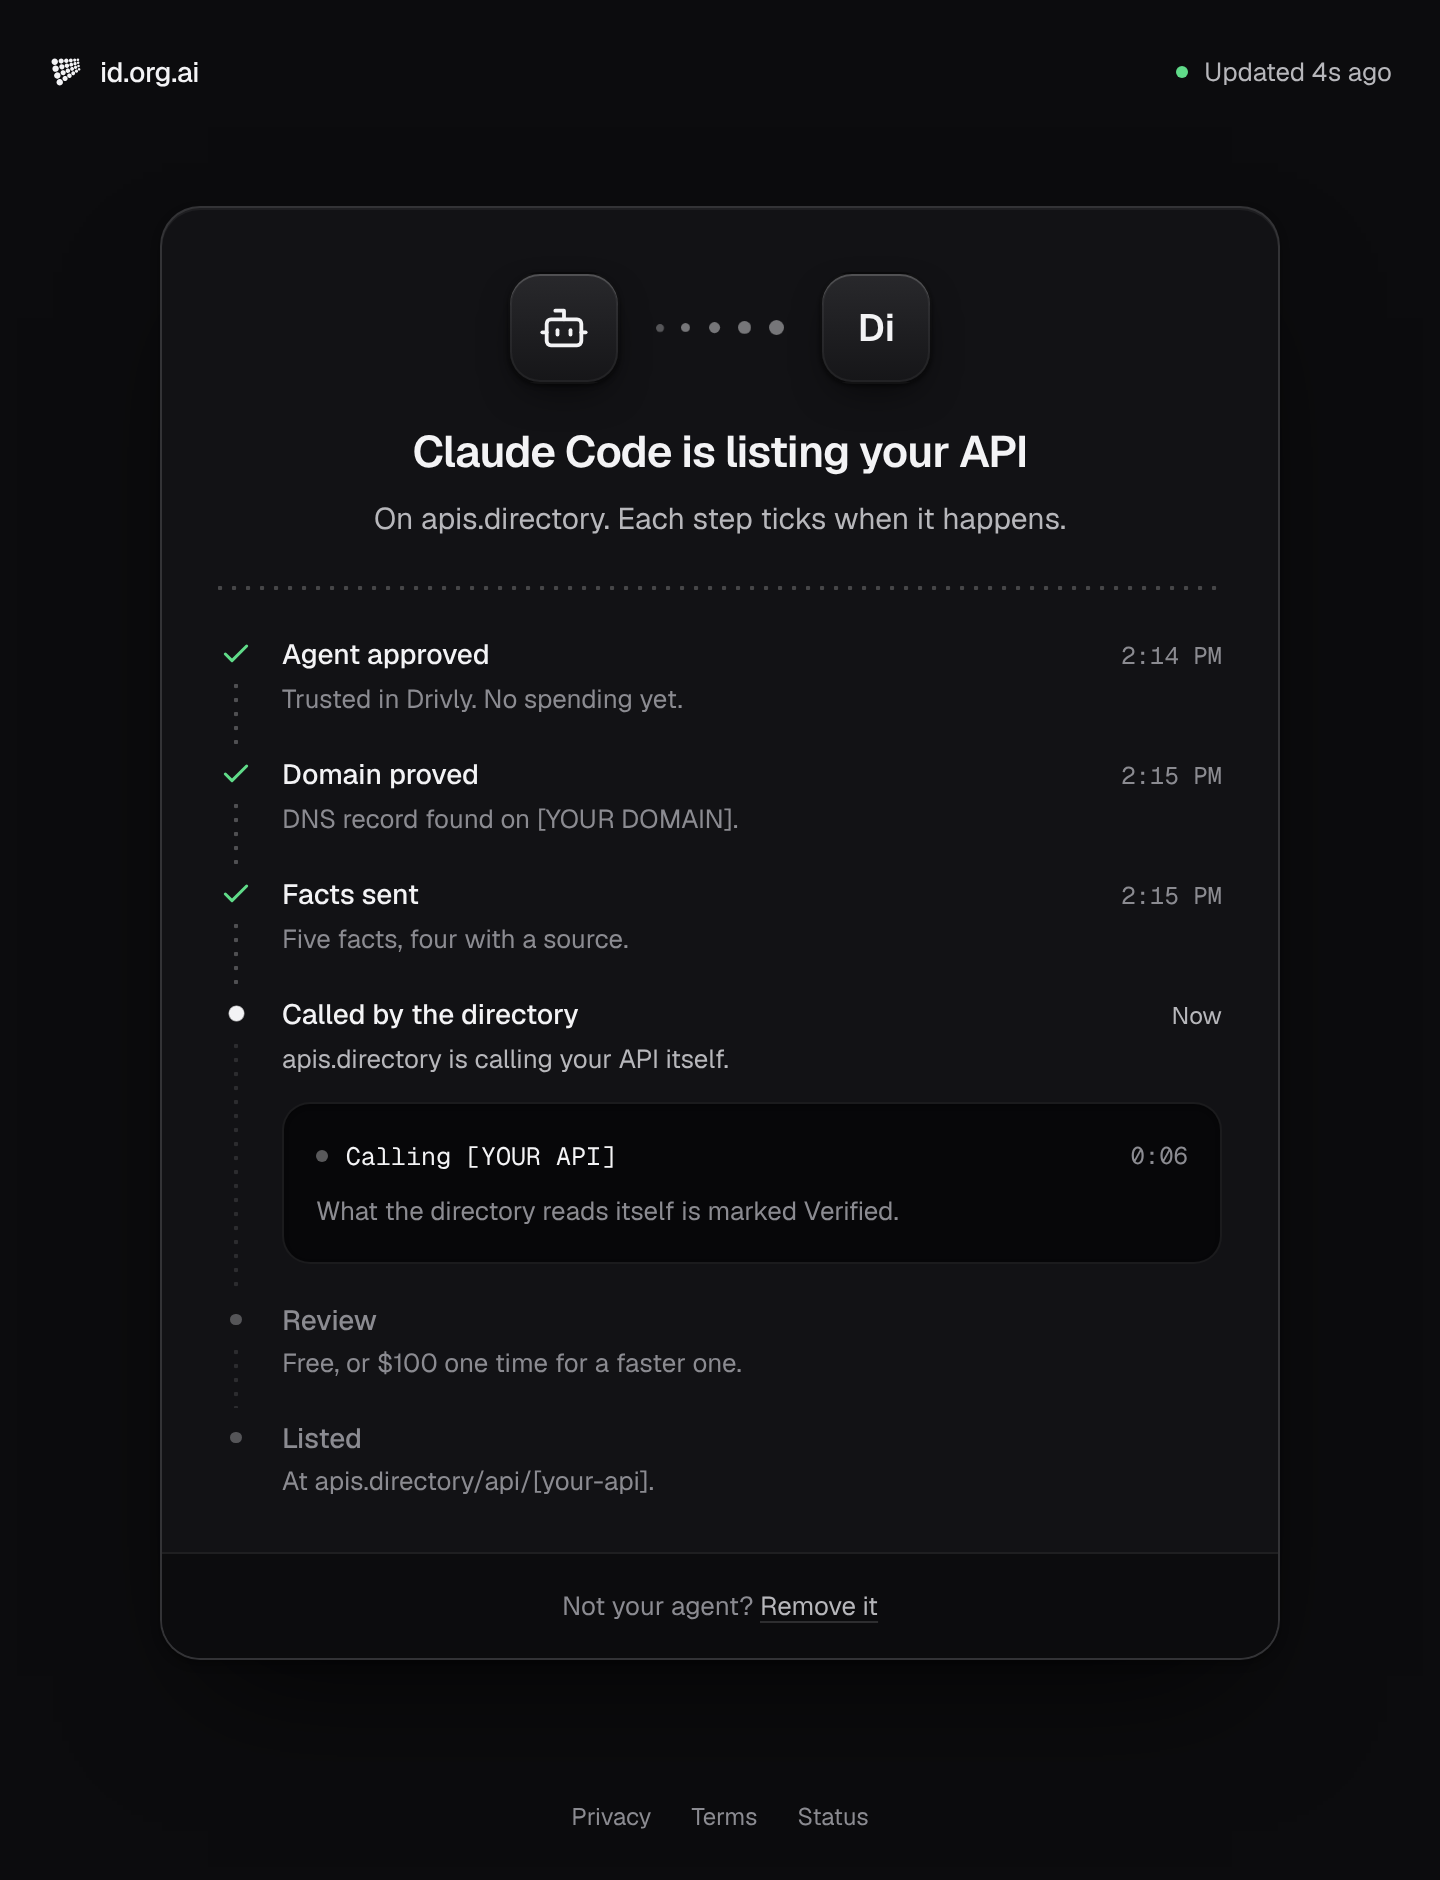 id.org.ai
Updated 4s ago
Di
Claude Code is listing your API
On apis.directory. Each step ticks when it happens.
Agent approved
2:14 PM
Trusted in Drivly. No spending yet.
Domain proved
2:15 PM
DNS record found on [YOUR DOMAIN].
Facts sent
2:15 PM
Five facts, four with a source.
Called by the directory
Now
apis.directory is calling your API itself.
Calling [YOUR API]
0:06
What the directory reads itself is marked Verified.
Review
Free, or $100 one time for a faster one.
Listed
At apis.directory/api/[your-api].
Not your agent? Remove it
Privacy Terms Status